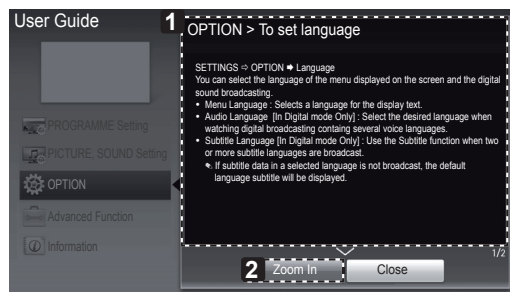 User Guide
1
OPTION > To set language
SETTINGS ⇨ OPTION ➡ Language
You can select the language of the menu displayed on the screen and the digital
sound broadcasting.
• Menu Language : Selects a language for the display text.
• Audio Language [In Digital mode Only] : Select the desired language when
watching digital broadcasting containg several voice languages.
• Subtitle Language [In Digital mode Only] : Use the Subtitle function when two
or more subtitle languages are broadcast.
If subtitle data in a selected language is not broadcast, the default
language subtitle will be displayed.
PROGRAMME Setting
PICTURE, SOUND Setting
OPTION
Advanced Function
Information
1/2
2
Zoom In
Close